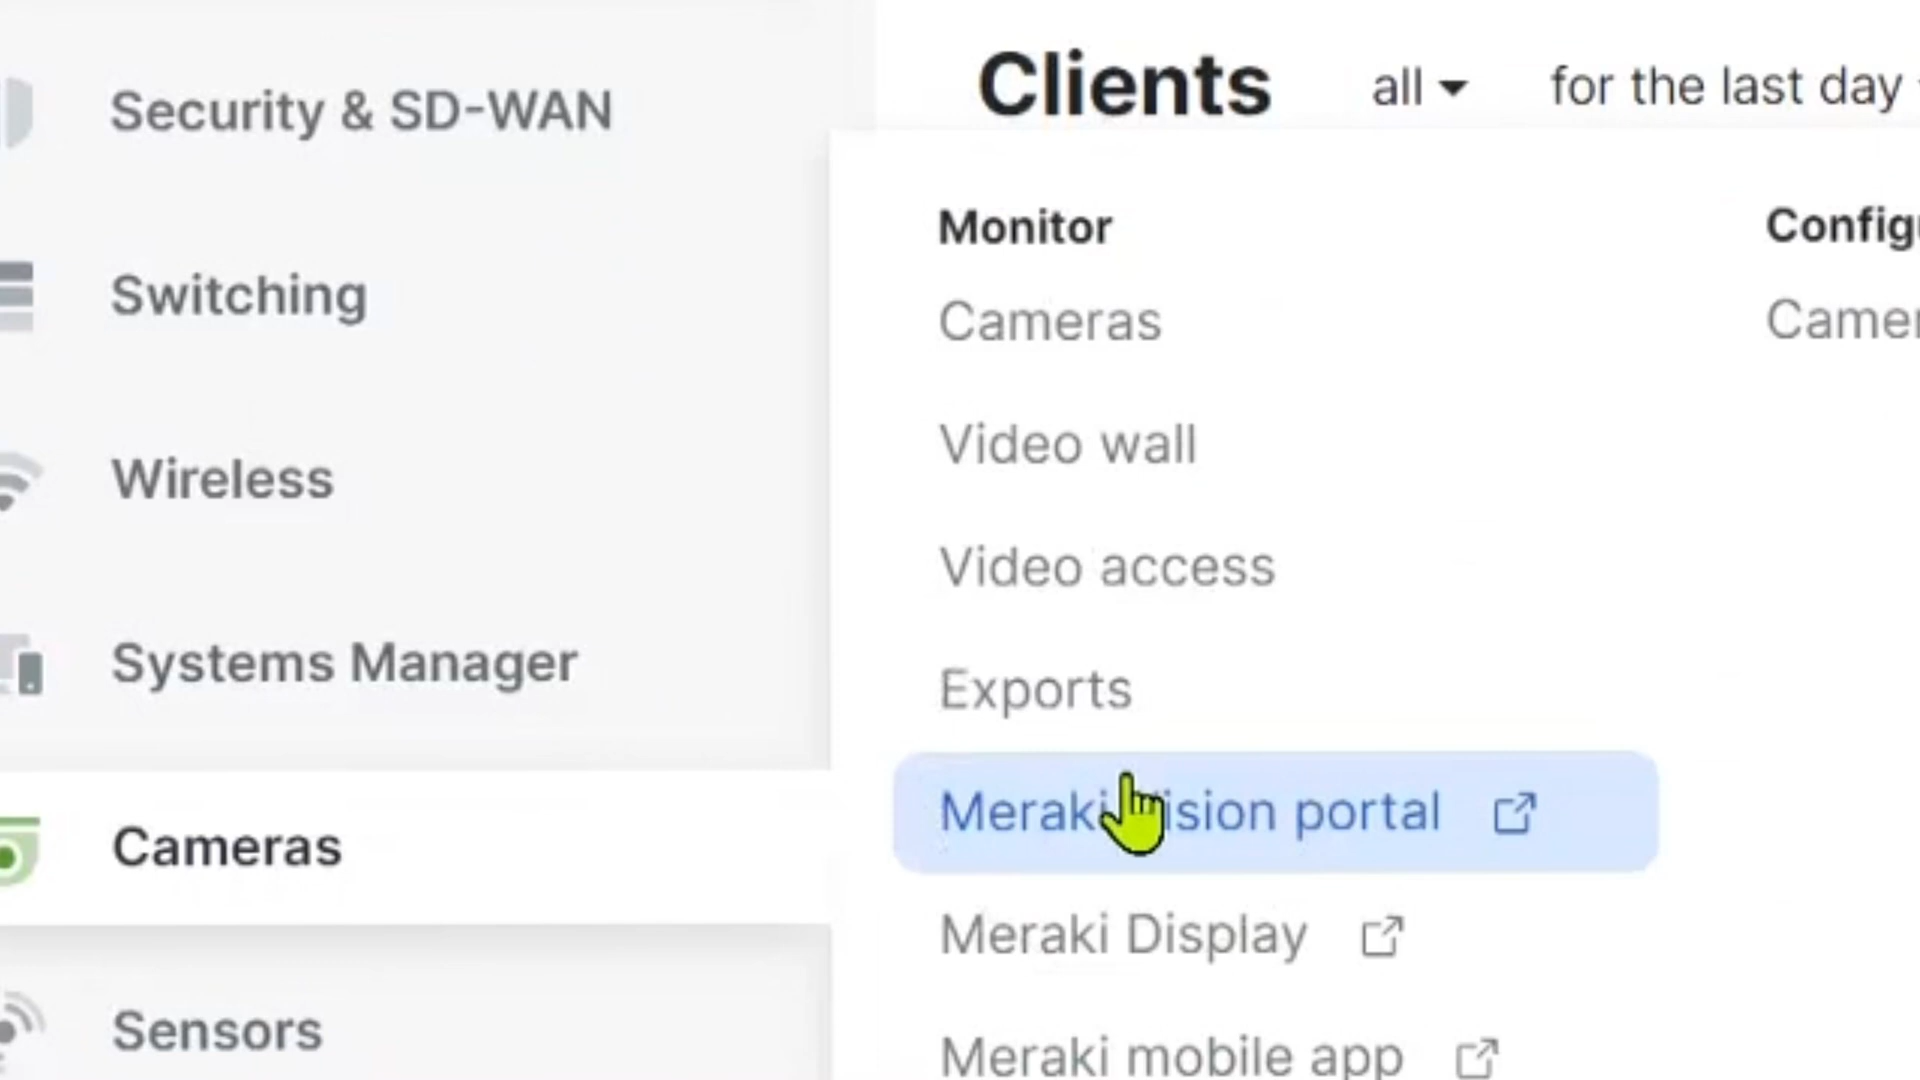 Security & SD-WAN
Switching
Wireless
Systems Manager
Cameras
Sensors
Clients all for the last day
Monitor
Cameras
Video wall
Video access
Exports
Meraki portal
Meraki Display
Meraki mobile app